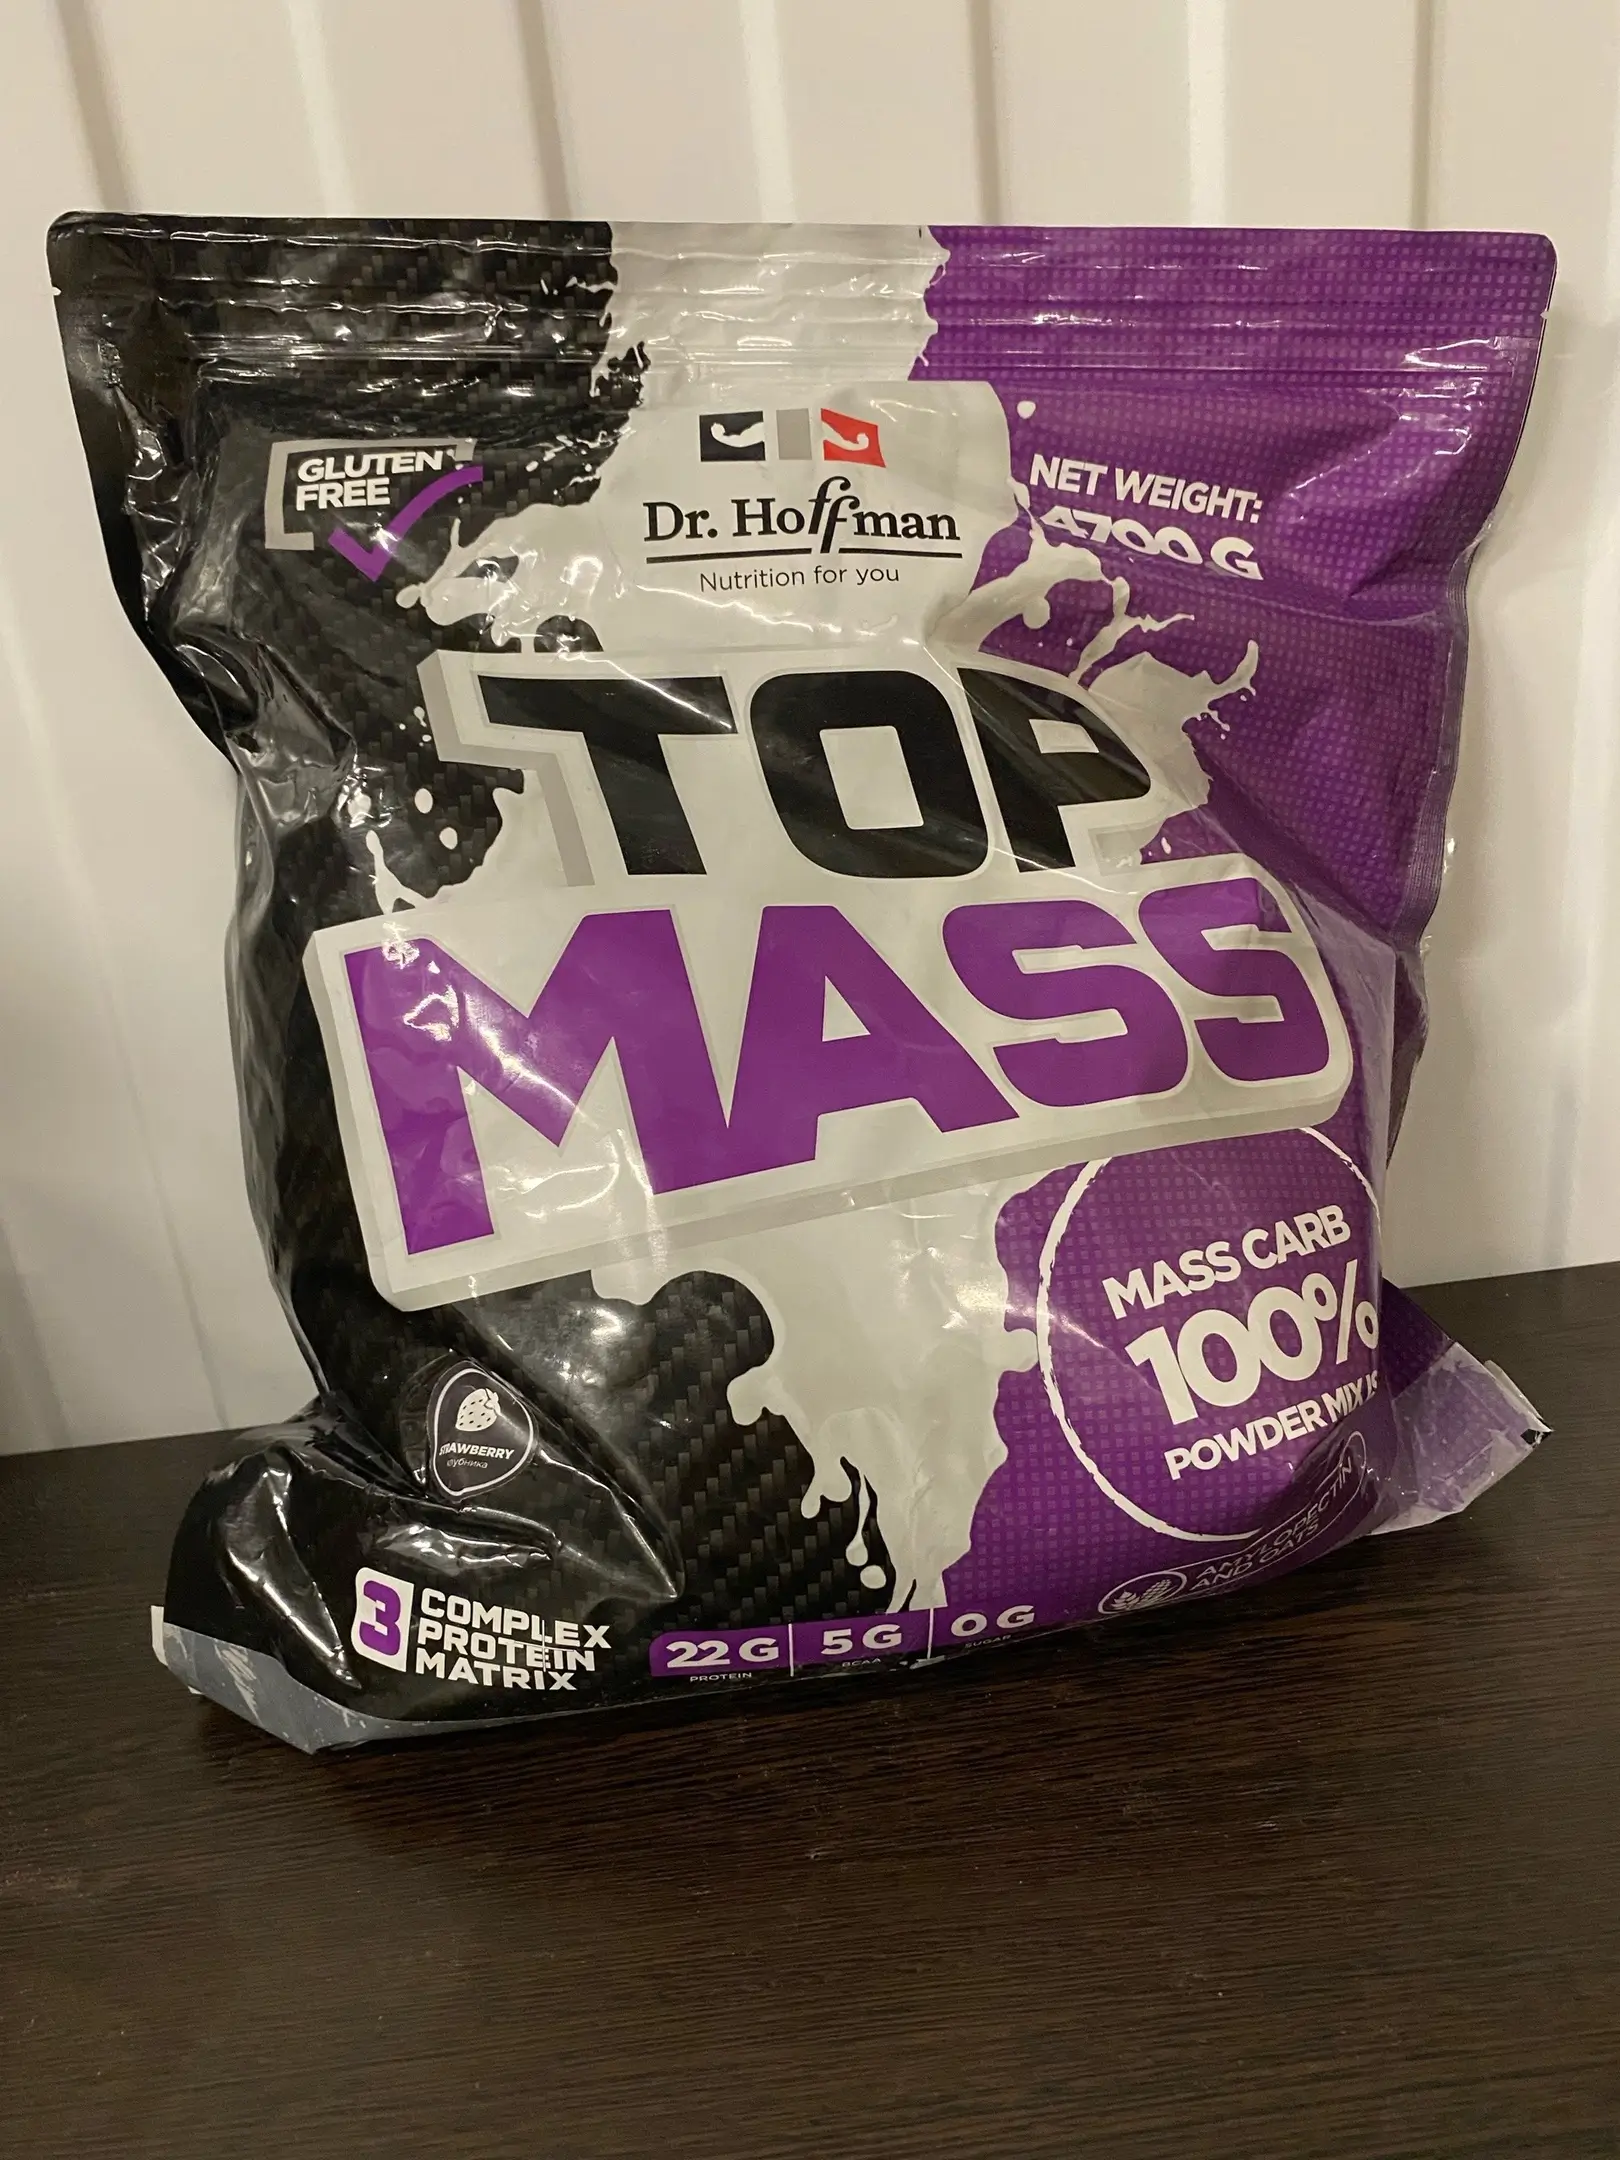 GLUTEN
FREE
Dr. Hoffman
Nutrition for you
NET WEIGHT:
4700 G
TOP
MASS
MASS CARB
100%
POWDER MIX
AMYLOPECTIN
AND OATS
STRAWBERRY
3 COMPLEX
PROTEIN
MATRIX
22 G
PROTEIN
5 G
BCAA
0 G
SUGAR